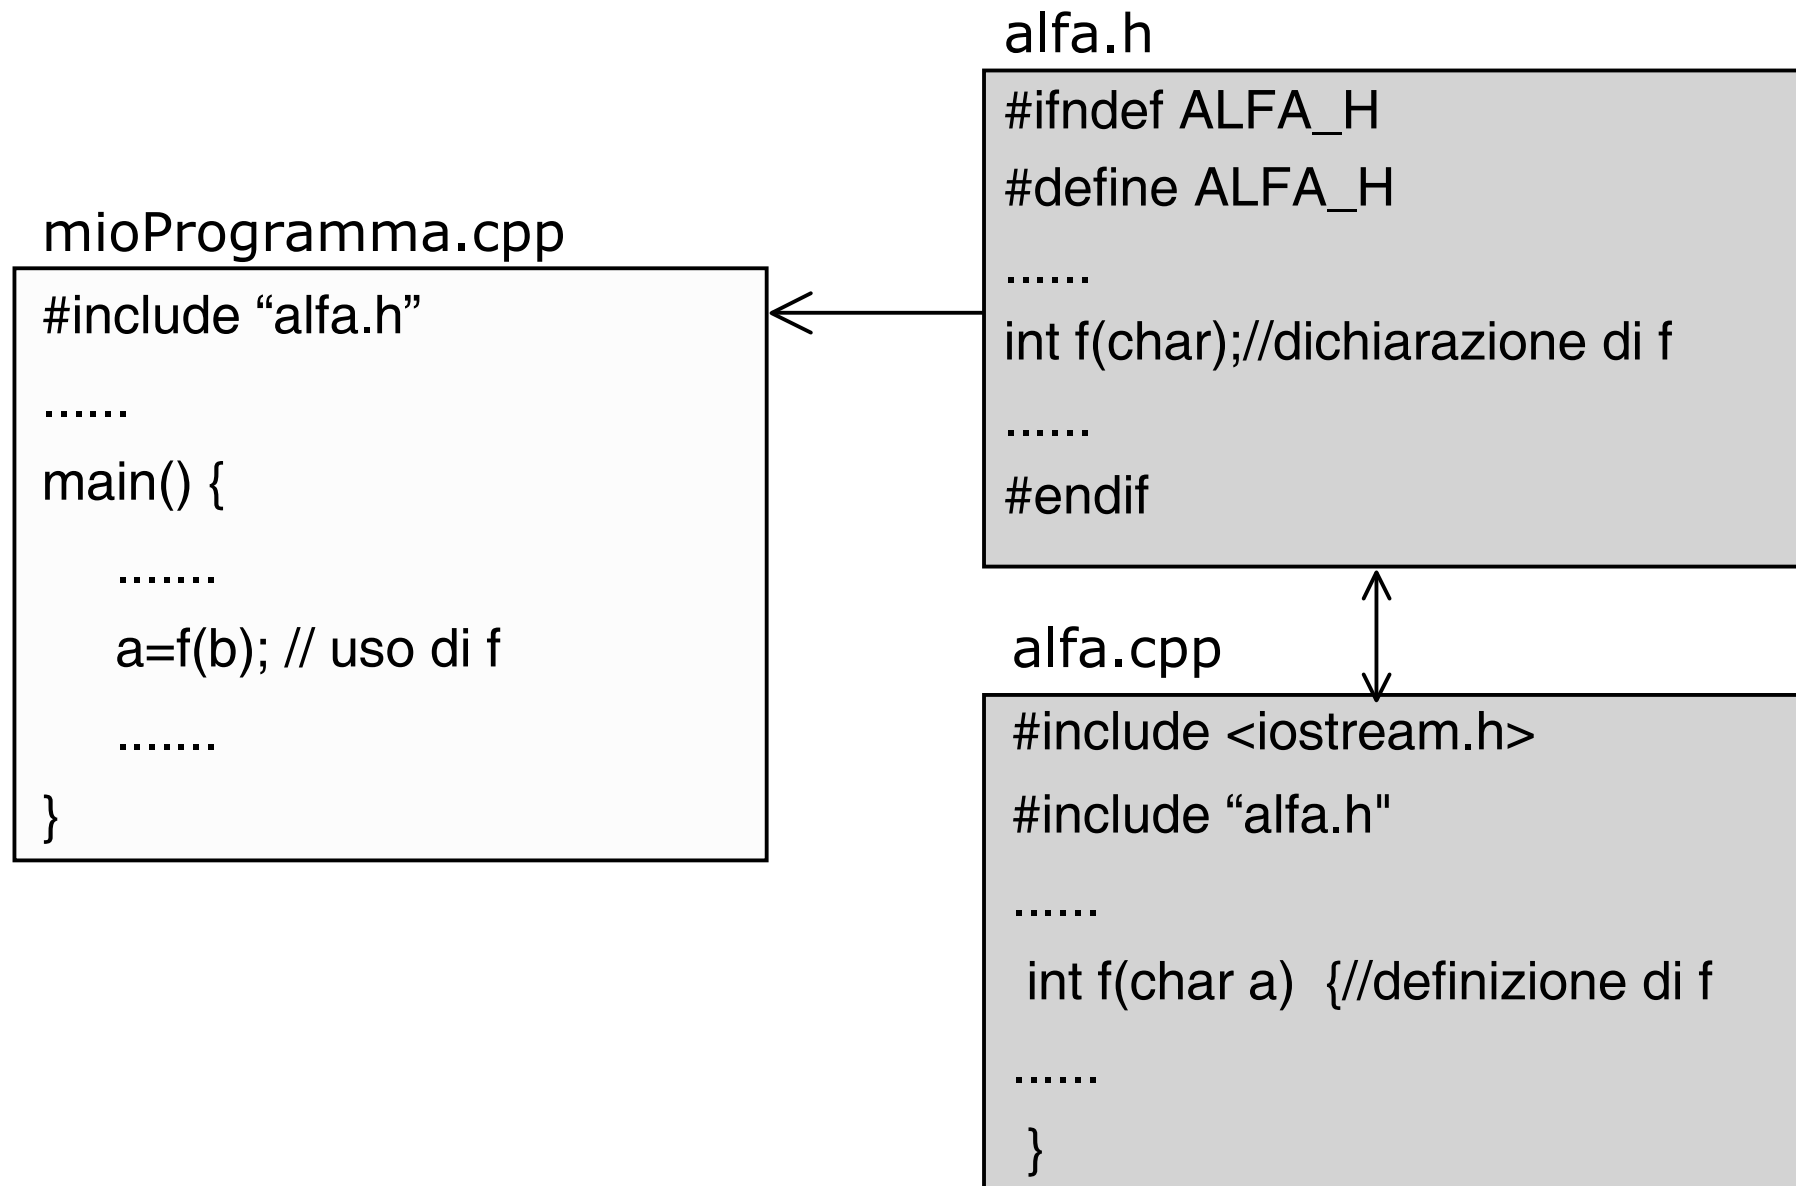 mioProgramma.cpp
#include “alfa.h”
......
main() {
.......
a=f(b); // uso di f
.......
}
alfa.h
#ifndef ALFA_H
#define ALFA_H
......
int f(char);//dichiarazione di f
......
#endif
alfa.cpp
#include <iostream.h>
#include “alfa.h"
......
int f(char a)  {//definizione di f
......
}